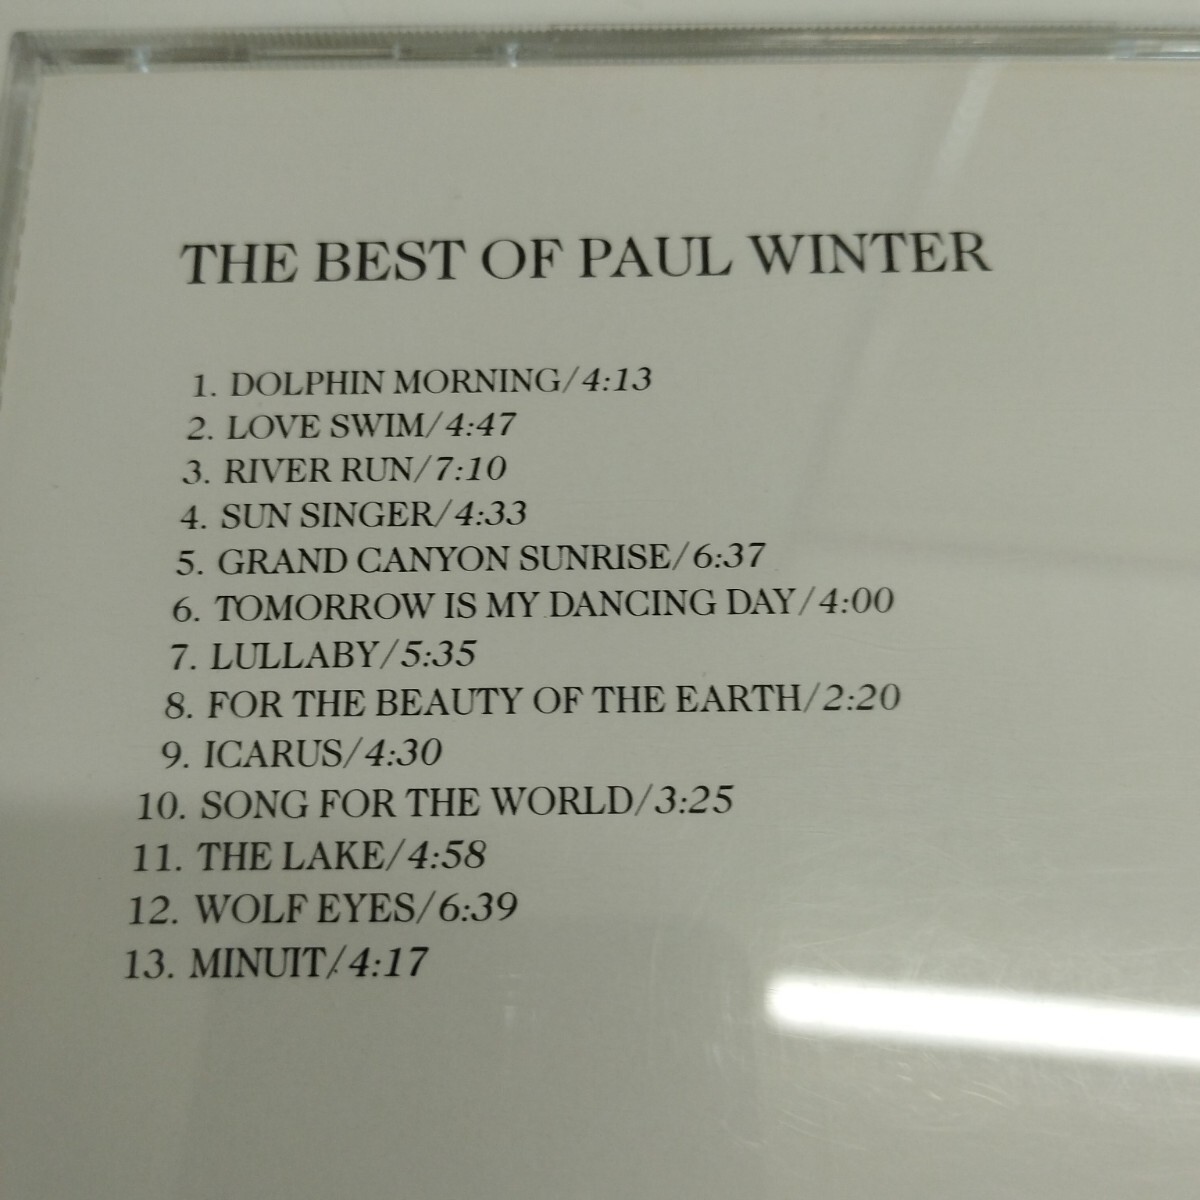 THE BEST OF PAUL WINTER
1. DOLPHIN MORNING/4:13
2. LOVE SWIM/4:47
3. RIVER RUN/7:10
4. SUN SINGER/4:33
5. GRAND CANYON SUNRISE/6:37
6. TOMORROW IS MY DANCING DAY/4:00
7. LULLABY/5:35
8. FOR THE BEAUTY OF THE EARTH/2:20
9. ICARUS/4:30
10. SONG FOR THE WORLD/3:25
11. THE LAKE/4:58
12. WOLF EYES/6:39
13. MINUIT/4:17